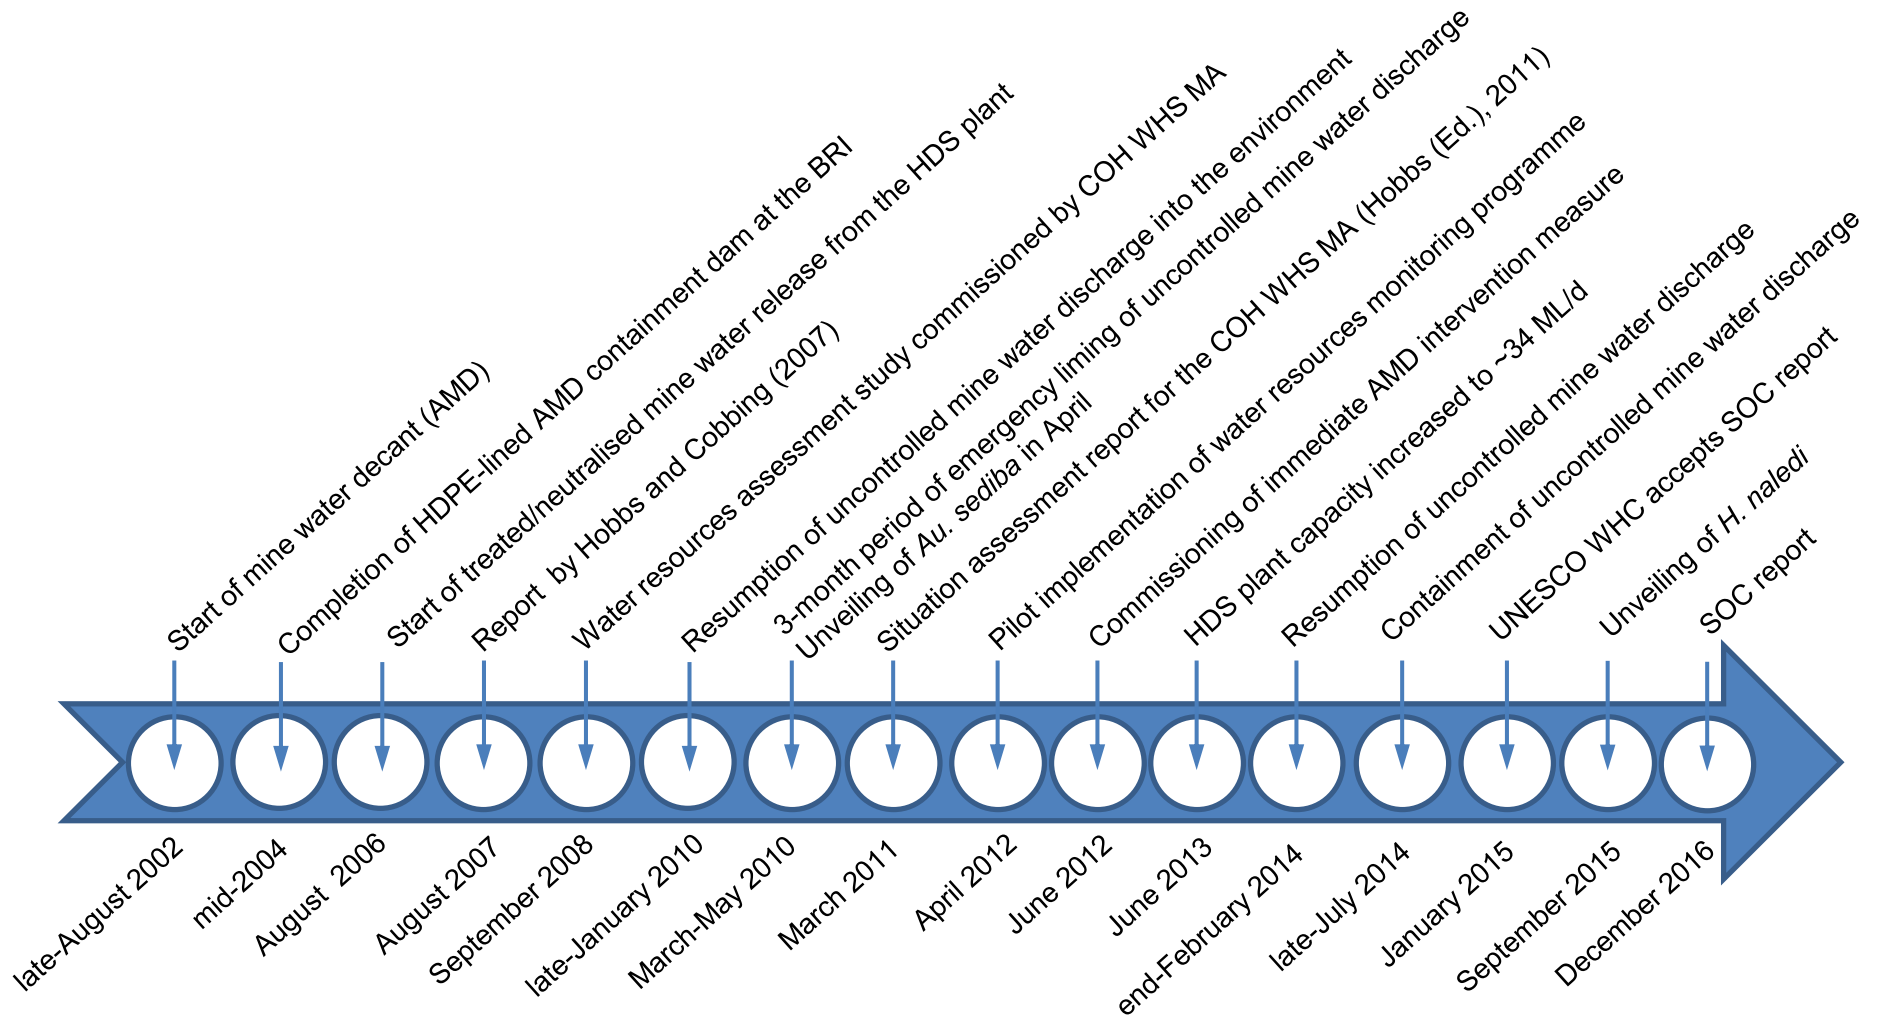 Start of mine water decant (AMD)
Completion of HDPE-lined AMD containment dam at the BRI
Start of treated/neutralised mine water release from the HDS plant
Report  by Hobbs and Cobbing (2007)
Water resources assessment study commissioned by COH WHS MA
Resumption of uncontrolled mine water discharge into the environment
3-month period of emergency liming of uncontrolled mine water discharge
Unveiling of Au. sediba in April
Situation assessment report for the COH WHS MA (Hobbs (Ed.), 2011)
Pilot implementation of water resources monitoring programme
Commissioning of immediate AMD intervention measure
HDS plant capacity increased to ~34 ML/d
Resumption of uncontrolled mine water discharge
Containment of uncontrolled mine water discharge
UNESCO WHC accepts SOC report
Unveiling of H. naledi
SOC report
late-August 2002
mid-2004
August  2006
August 2007
September 2008
late-January 2010
March-May 2010
March 2011
April 2012
June 2012
June 2013
end-February 2014
late-July 2014
January 2015
September 2015
December 2016